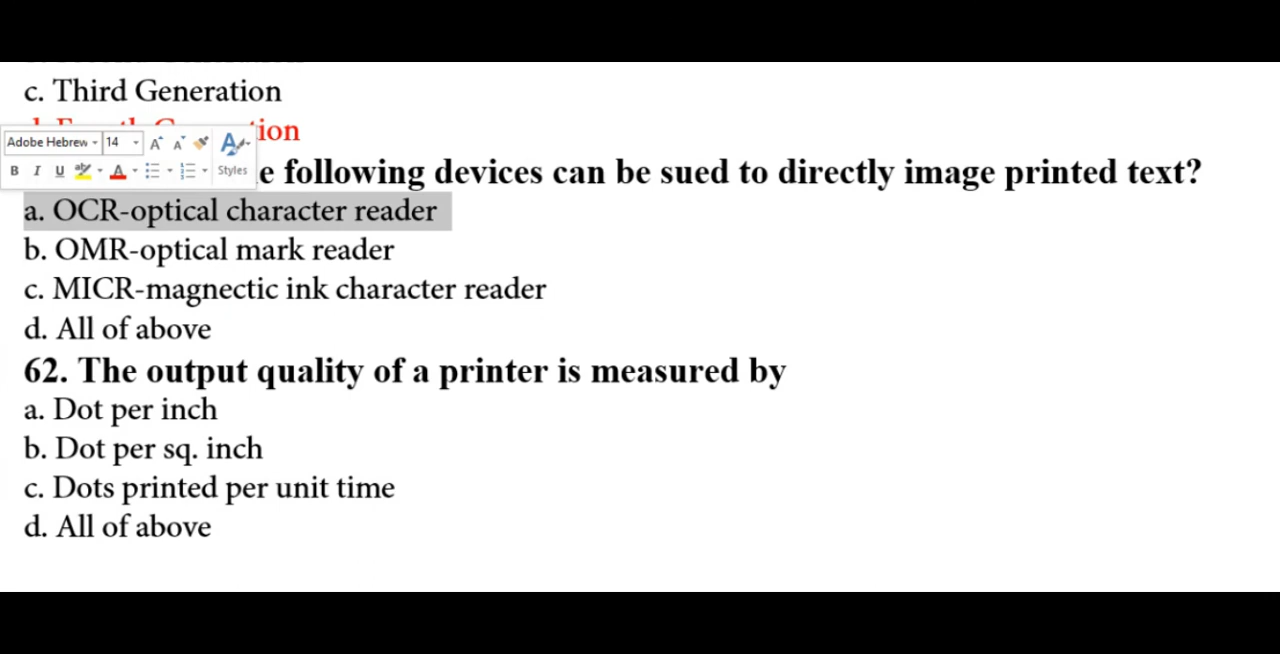 c. Third Generation
ion
Adobe Hebrew 14
B I U Styles
e following devices can be sued to directly image printed text?
a. OCR-optical character reader
b. OMR-optical mark reader
c. MICR-magnectic ink character reader
d. All of above
62. The output quality of a printer is measured by
a. Dot per inch
b. Dot per sq. inch
c. Dots printed per unit time
d. All of above